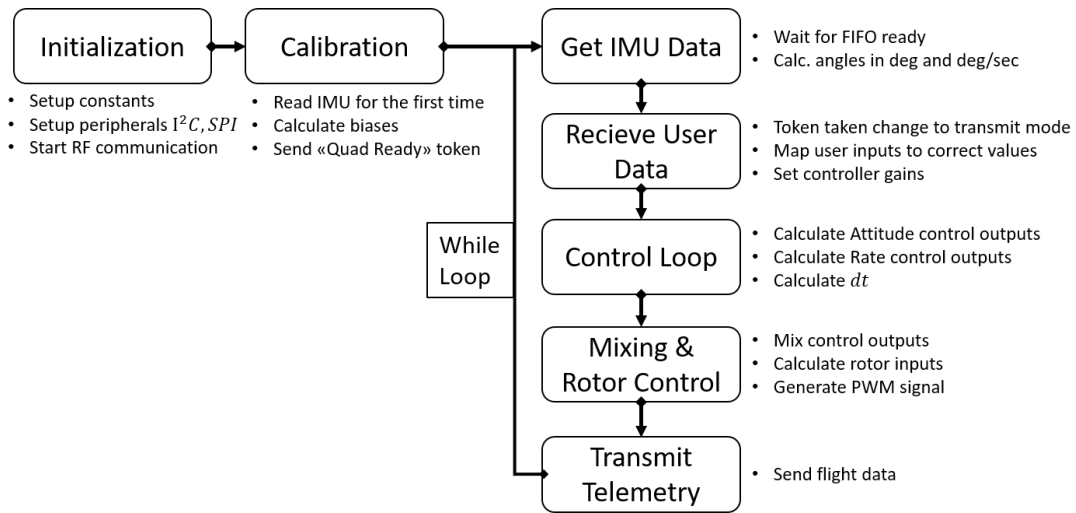 Initialization
• Setup constants
• Setup peripherals I²C, SPI
• Start RF communication
Calibration
• Read IMU for the first time
• Calculate biases
• Send «Quad Ready» token
While
Loop
Get IMU Data
• Wait for FIFO ready
• Calc. angles in deg and deg/sec
Recieve User
Data
• Token taken change to transmit mode
• Map user inputs to correct values
• Set controller gains
Control Loop
• Calculate Attitude control outputs
• Calculate Rate control outputs
• Calculate dt
Mixing &
Rotor Control
• Mix control outputs
• Calculate rotor inputs
• Generate PWM signal
Transmit
Telemetry
• Send flight data